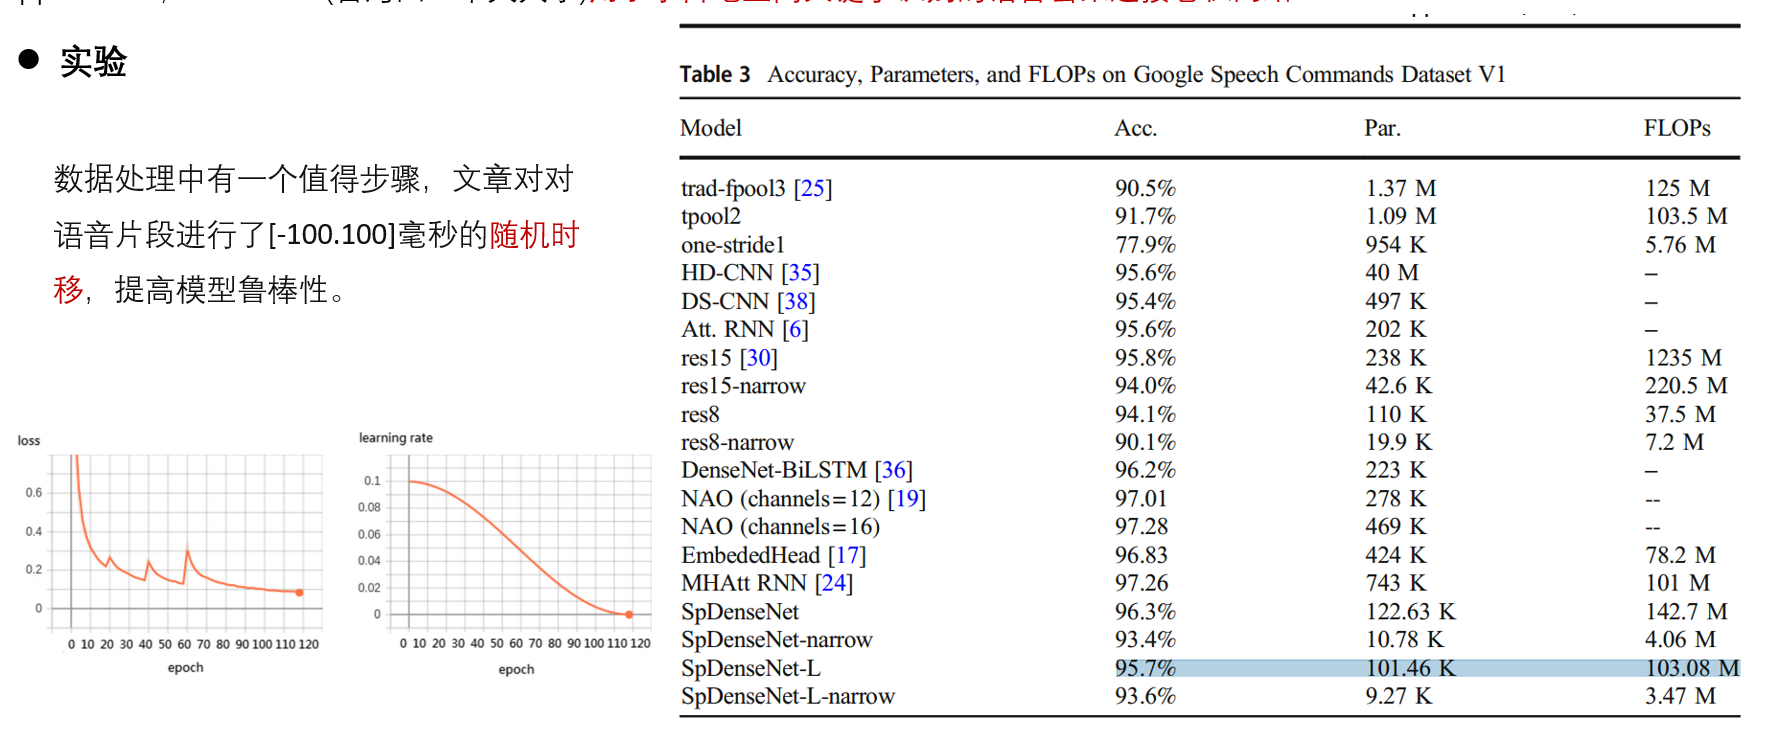 ● 实验
数据处理中有一个值得步骤，文章对对
语音片段进行了[-100.100]毫秒的随机时
移，提高模型鲁棒性。
loss
0.6
0.4
0.2
0
0 10 20 30 40 50 60 70 80 90 100 110 120
epoch
learning rate
0.1
0.08
0.06
0.04
0.02
0
0 10 20 30 40 50 60 70 80 90 100 110 120
epoch
Table 3 Accuracy, Parameters, and FLOPs on Google Speech Commands Dataset V1
Model Acc. Par. FLOPs
trad-fpool3 [25] 90.5% 1.37 M 125 M
tpool2 91.7% 1.09 M 103.5 M
one-stride1 77.9% 954 K 5.76 M
HD-CNN [35] 95.6% 40 M –
DS-CNN [38] 95.4% 497 K –
Att. RNN [6] 95.6% 202 K –
res15 [30] 95.8% 238 K 1235 M
res15-narrow 94.0% 42.6 K 220.5 M
res8 94.1% 110 K 37.5 M
res8-narrow 90.1% 19.9 K 7.2 M
DenseNet-BiLSTM [36] 96.2% 223 K –
NAO (channels=12) [19] 97.01 278 K --
NAO (channels=16) 97.28 469 K --
EmbededHead [17] 96.83 424 K 78.2 M
MHAtt RNN [24] 97.26 743 K 101 M
SpDenseNet 96.3% 122.63 K 142.7 M
SpDenseNet-narrow 93.4% 10.78 K 4.06 M
SpDenseNet-L 95.7% 101.46 K 103.08 M
SpDenseNet-L-narrow 93.6% 9.27 K 3.47 M